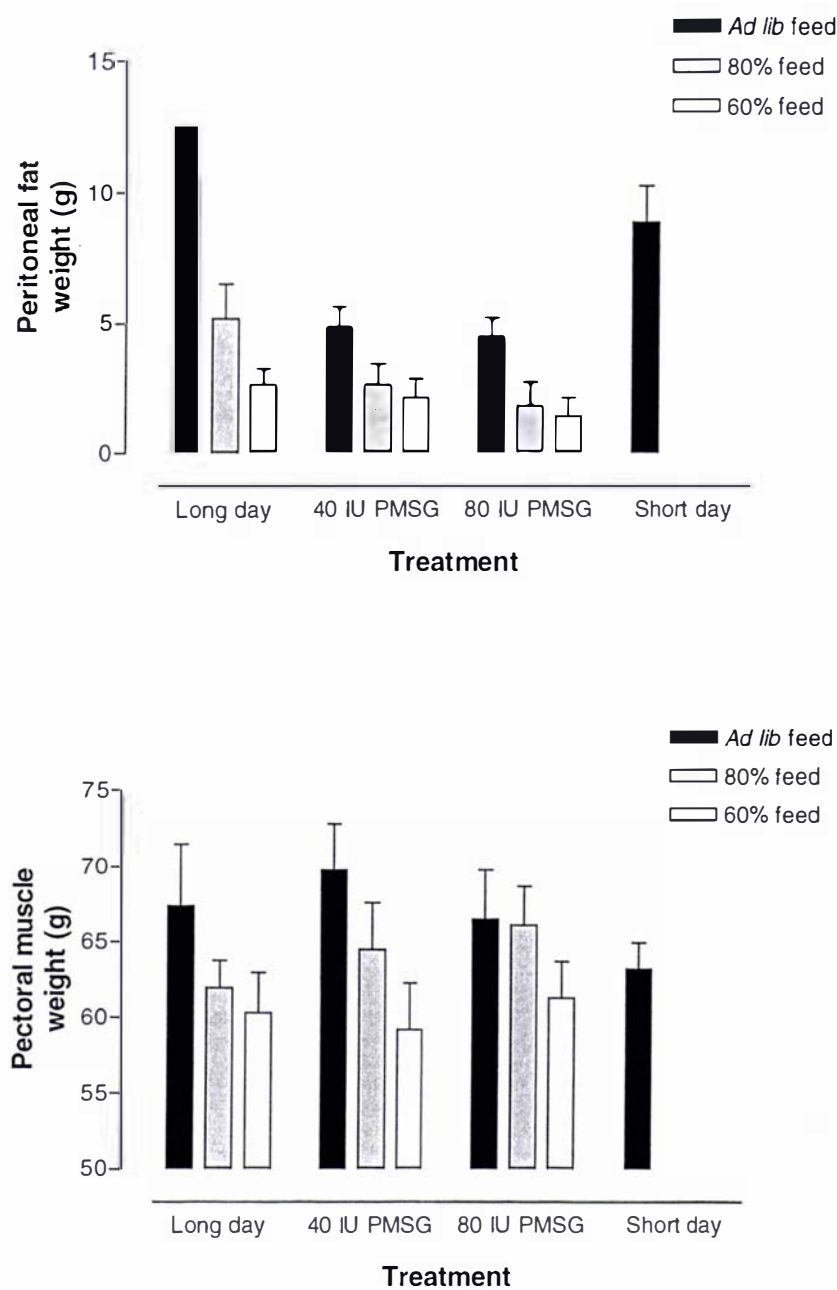 Ad lib feed
80% feed
60% feed
15
10
5
0
Peritoneal fat
weight (g)
Long day 40 IU PMSG 80 IU PMSG Short day
Treatment
Ad lib feed
80% feed
60% feed
75
70
65
60
55
50
Pectoral muscle
weight (g)
Long day 40 IU PMSG 80 IU PMSG Short day
Treatment